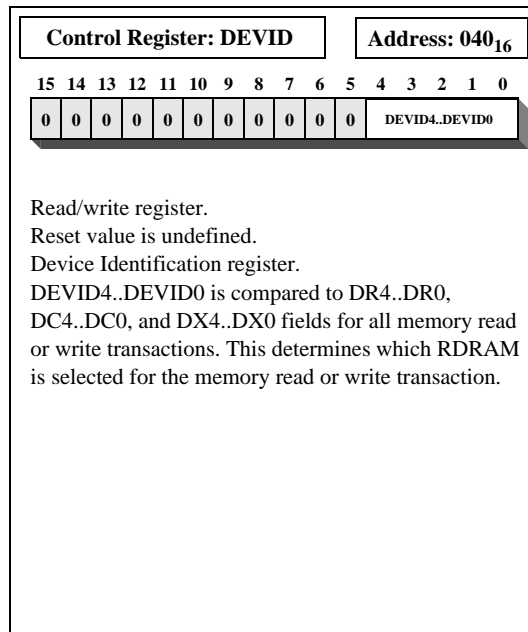 Control Register: DEVID Address: 040₁₆
15 14 13 12 11 10 9 8 7 6 5 4 3 2 1 0
0 0 0 0 0 0 0 0 0 0 0 DEVID4..DEVID0
Read/write register.
Reset value is undefined.
Device Identification register.
DEVID4..DEVID0 is compared to DR4..DR0,
DC4..DC0, and DX4..DX0 fields for all memory read
or write transactions. This determines which RDRAM
is selected for the memory read or write transaction.